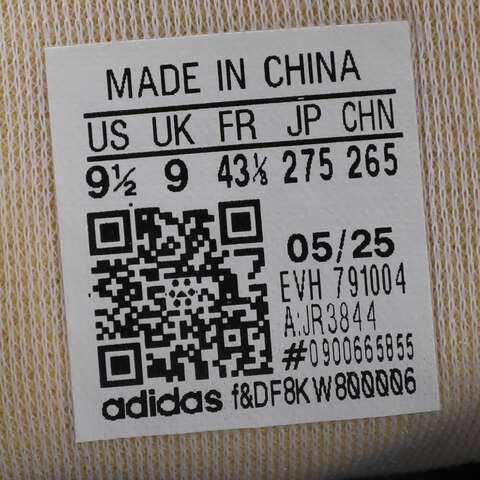 MADE IN CHINA
US UK FR JP CHN
9½ 9 43⅓ 275 265
05/25
EVH 791004
A:JR3844
#0900665855
adidas f&DF8KW800006